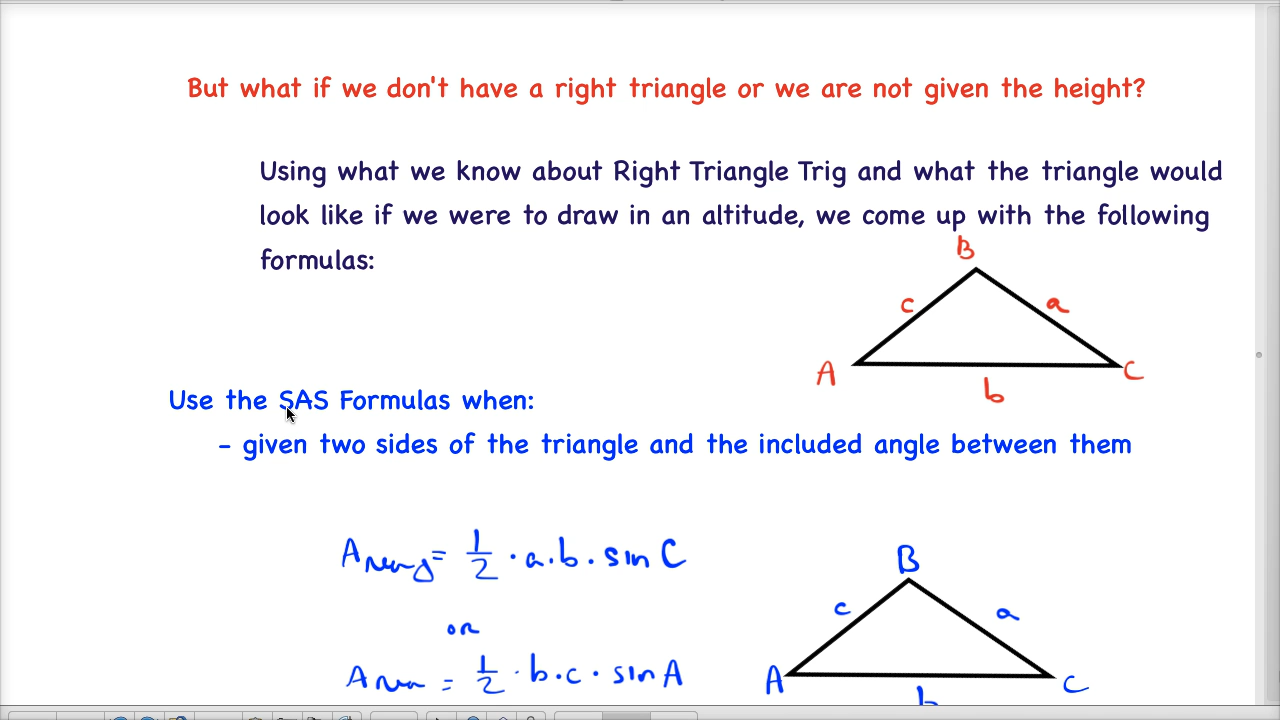 But what if we don't have a right triangle or we are not given the height?
Using what we know about Right Triangle Trig and what the triangle would
look like if we were to draw in an altitude, we come up with the following
formulas:
B
c
a
A
C
b
Use the SAS Formulas when:
- given two sides of the triangle and the included angle between them
= 1/2 · a · b · sin C
B
or
c
a
Area = 1/2 · b · c · sin A
A
C
b